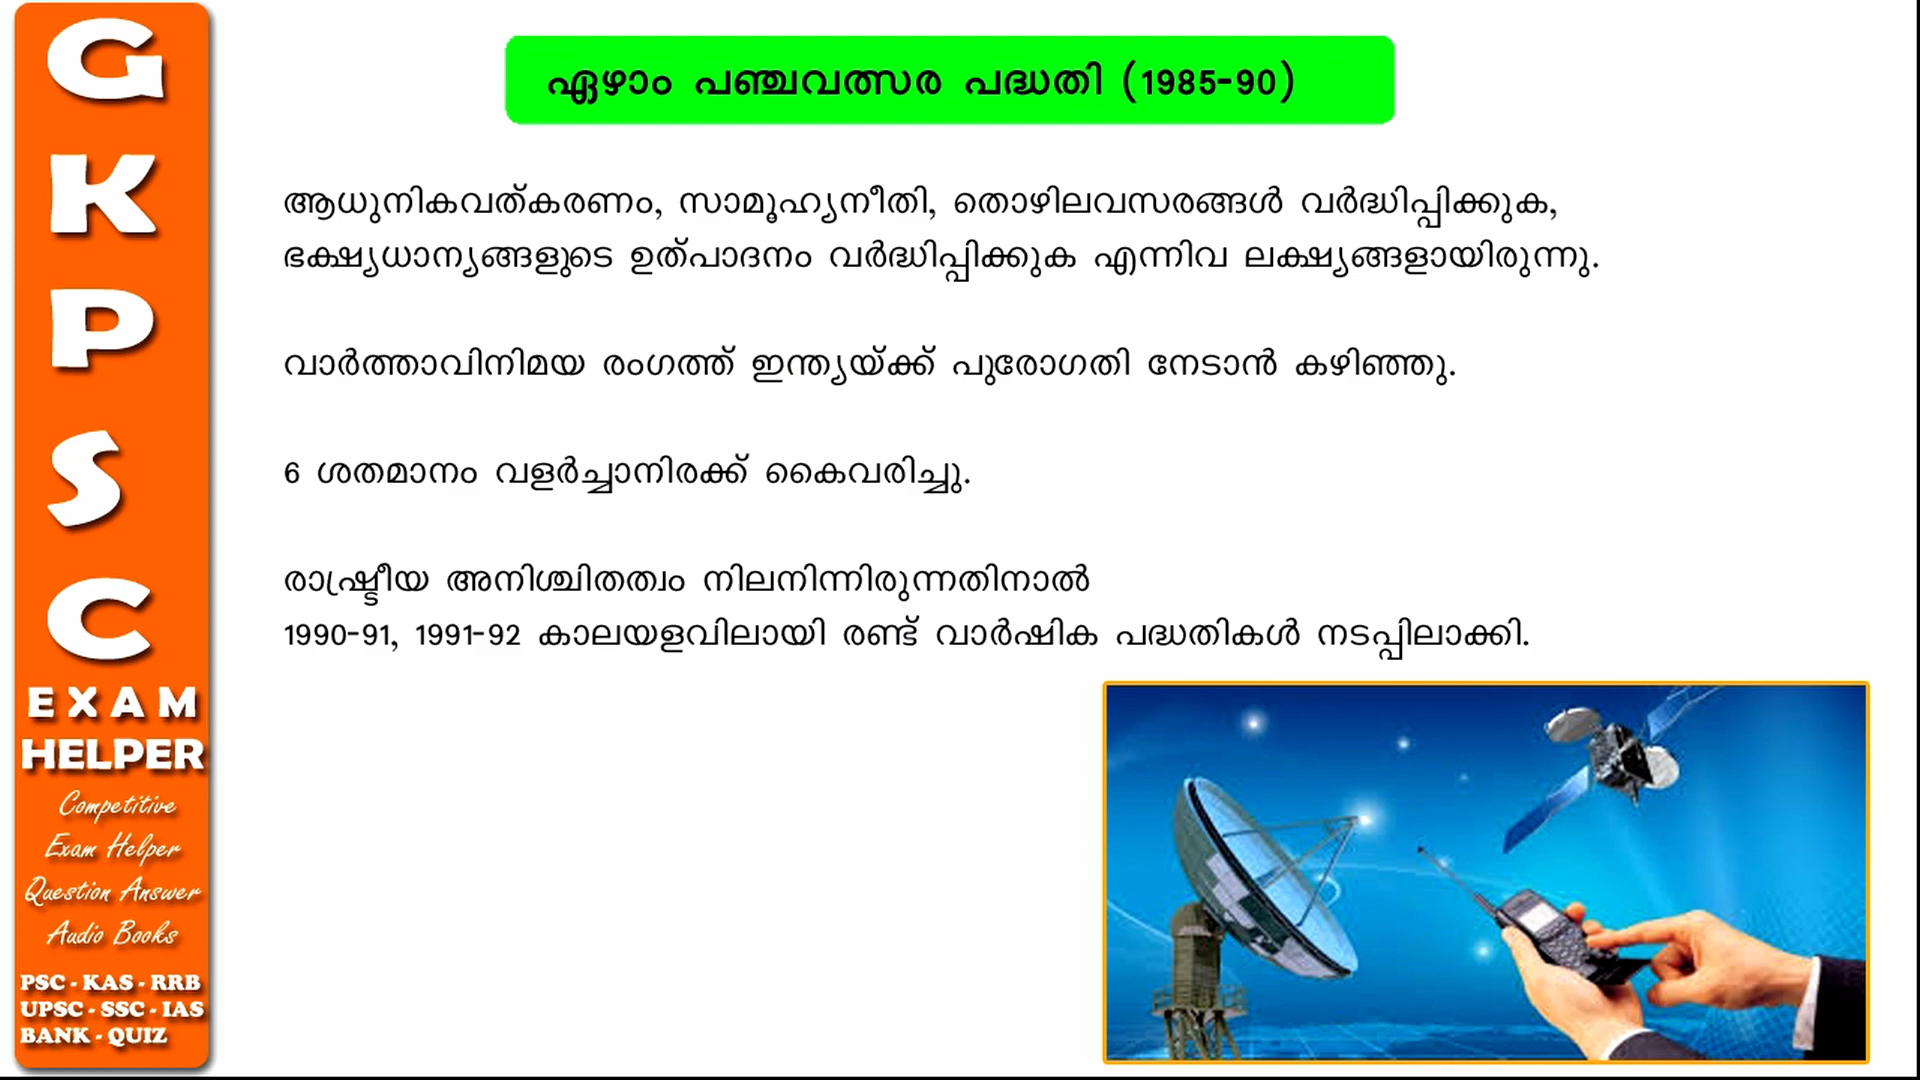 G
K
P
S
C
EXAM
HELPER
Competitive
Exam Helper
Question Answer
Audio Books
PSC - KAS - RRB
UPSC - SSC - IAS
BANK - QUIZ
ഏഴാം പഞ്ചവത്സര പദ്ധതി (1985-90)
ആധുനികവത്കരണം, സാമൂഹ്യനീതി, തൊഴിലവസരങ്ങൾ വർദ്ധിപ്പിക്കുക,
ഭക്ഷ്യധാന്യങ്ങളുടെ ഉത്പാദനം വർദ്ധിപ്പിക്കുക എന്നിവ ലക്ഷ്യങ്ങളായിരുന്നു.
വാർത്താവിനിമയ രംഗത്ത് ഇന്ത്യയ്ക്ക് പുരോഗതി നേടാൻ കഴിഞ്ഞു.
6 ശതമാനം വളർച്ചാനിരക്ക് കൈവരിച്ചു.
രാഷ്ട്രീയ അനിശ്ചിതത്വം നിലനിന്നിരുന്നതിനാൽ
1990-91, 1991-92 കാലയളവിലായി രണ്ട് വാർഷിക പദ്ധതികൾ നടപ്പിലാക്കി.